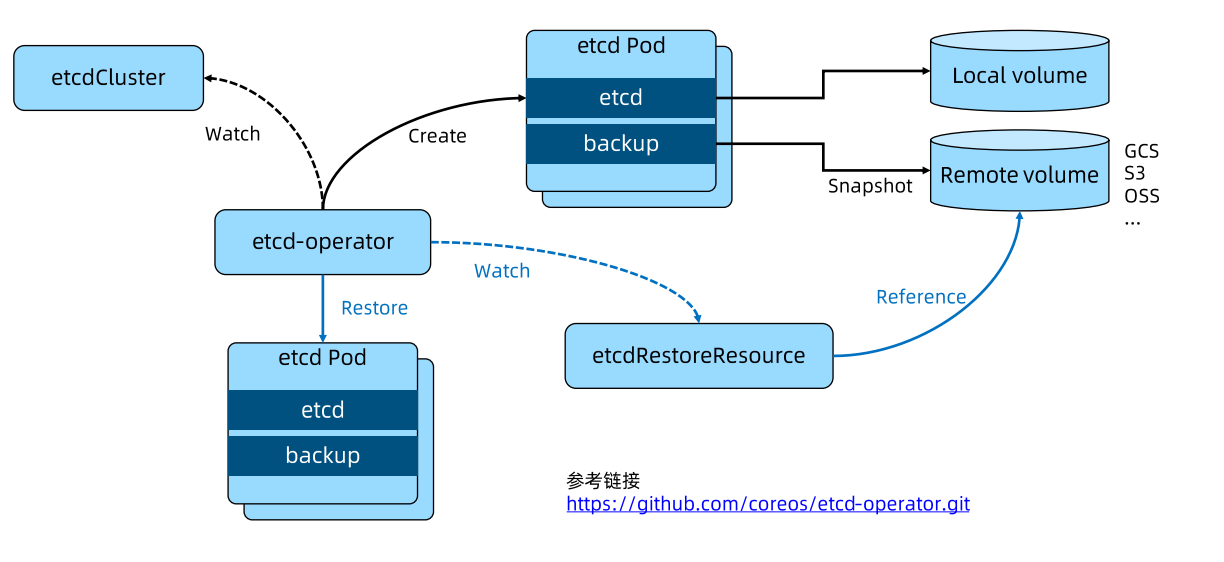 etcdCluster
Watch
Create
etcd Pod
etcd
backup
Local volume
Remote volume
GCS
S3
OSS
...
Snapshot
etcd-operator
Watch
Restore
Reference
etcdRestoreResource
etcd Pod
etcd
backup
参考链接
https://github.com/coreos/etcd-operator.git